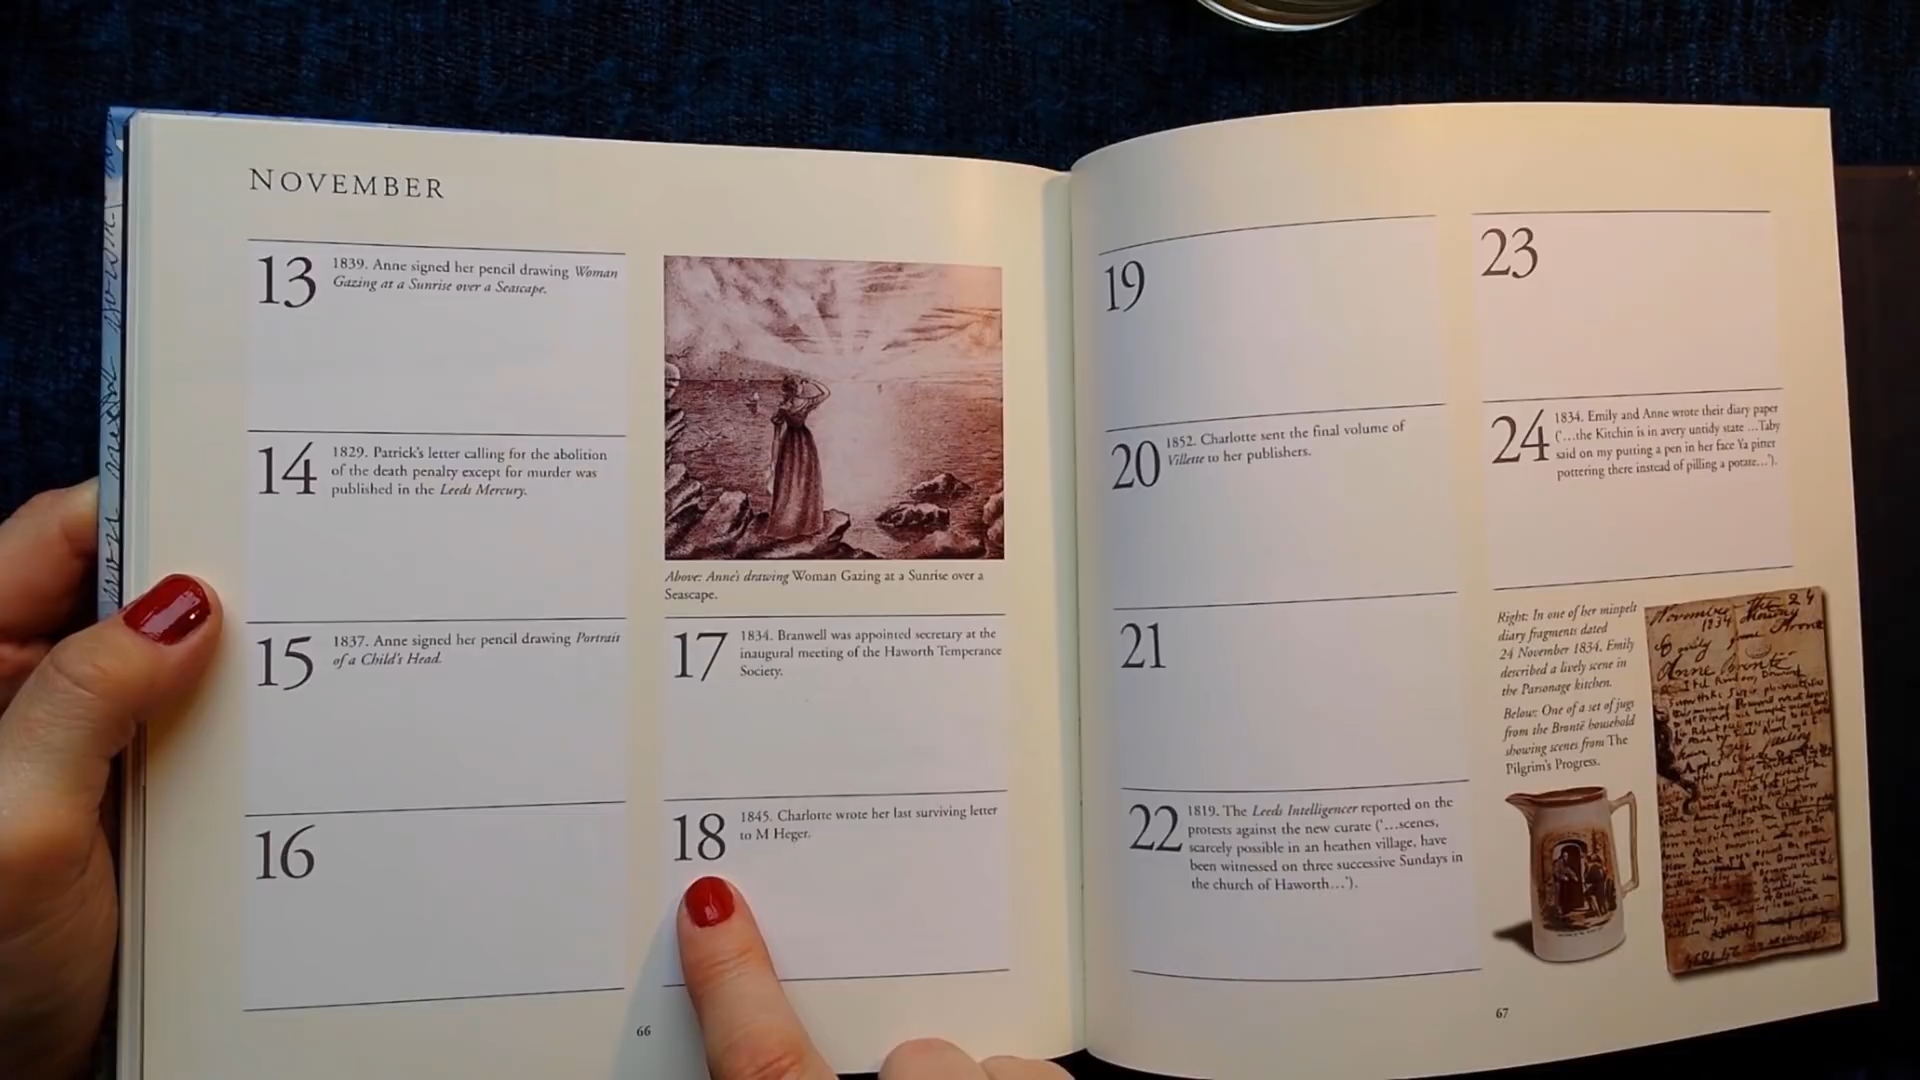 NOVEMBER
13
1839. Anne signed her pencil drawing Woman
Gazing at a Sunrise over a Seascape.
14
1829. Patrick's letter calling for the abolition
of the death penalty except for murder was
published in the Leeds Mercury.
15
1837. Anne signed her pencil drawing Portrait
of a Child's Head.
16
Above: Anne's drawing Woman Gazing at a Sunrise over a
Seascape.
17
1834. Branwell was appointed secretary at the
inaugural meeting of the Haworth Temperance
Society.
18
1845. Charlotte wrote her last surviving letter
to M Heger.
66
19
20
1852. Charlotte sent the final volume of
Villette to her publishers.
21
22
1819. The Leeds Intelligencer reported on the
protests against the new curate ('...scenes,
scarcely possible in an heathen village, have
been witnessed on three successive Sundays in
the church of Haworth...').
23
24
1834. Emily and Anne wrote their diary paper
('...the Kitchin is in avery untidy state ...Taby
said on my putting a pen in her face Ya pitter
pottering there instead of pilling a potate...').
Right: In one of her misspelt
diary fragments dated
24 November 1834, Emily
described a lively scene in
the Parsonage kitchen.
Below: One of a set of jugs
from the Brontë household
showing scenes from The
Pilgrim's Progress.
November the 24
1834 Monday
Emily Jane Brontë
Anne Brontë
67